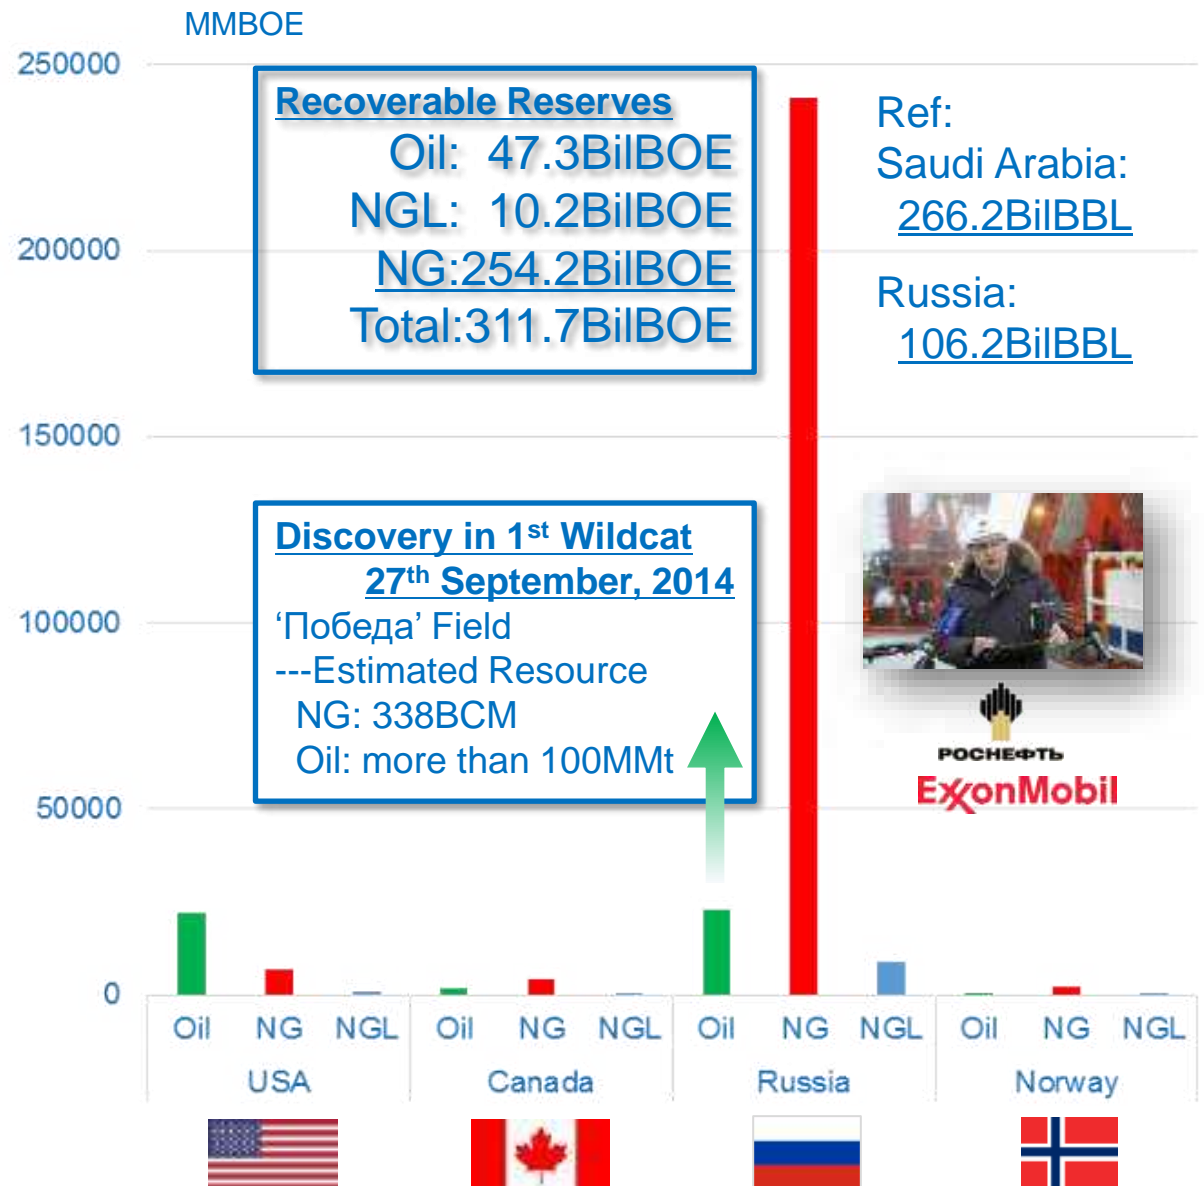 MMBOE
250000
200000
150000
100000
50000
0
Recoverable Reserves
Oil: 47.3BilBOE
NGL: 10.2BilBOE
NG:254.2BilBOE
Total:311.7BilBOE
Ref:
Saudi Arabia:
266.2BilBBL
Russia:
106.2BilBBL
Discovery in 1st Wildcat
27th September, 2014
‘Победа’ Field
---Estimated Resource
NG: 338BCM
Oil: more than 100MMt
РОСНЕФТЬ
ExxonMobil
Oil NG NGL Oil NG NGL Oil NG NGL Oil NG NGL
USA Canada Russia Norway